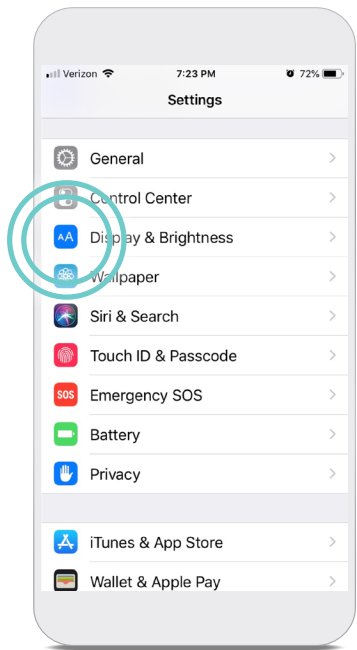 Verizon 7:23 PM 72%
Settings
General
Control Center
AA Display & Brightness
Wallpaper
Siri & Search
Touch ID & Passcode
SOS Emergency SOS
Battery
Privacy
iTunes & App Store
Wallet & Apple Pay